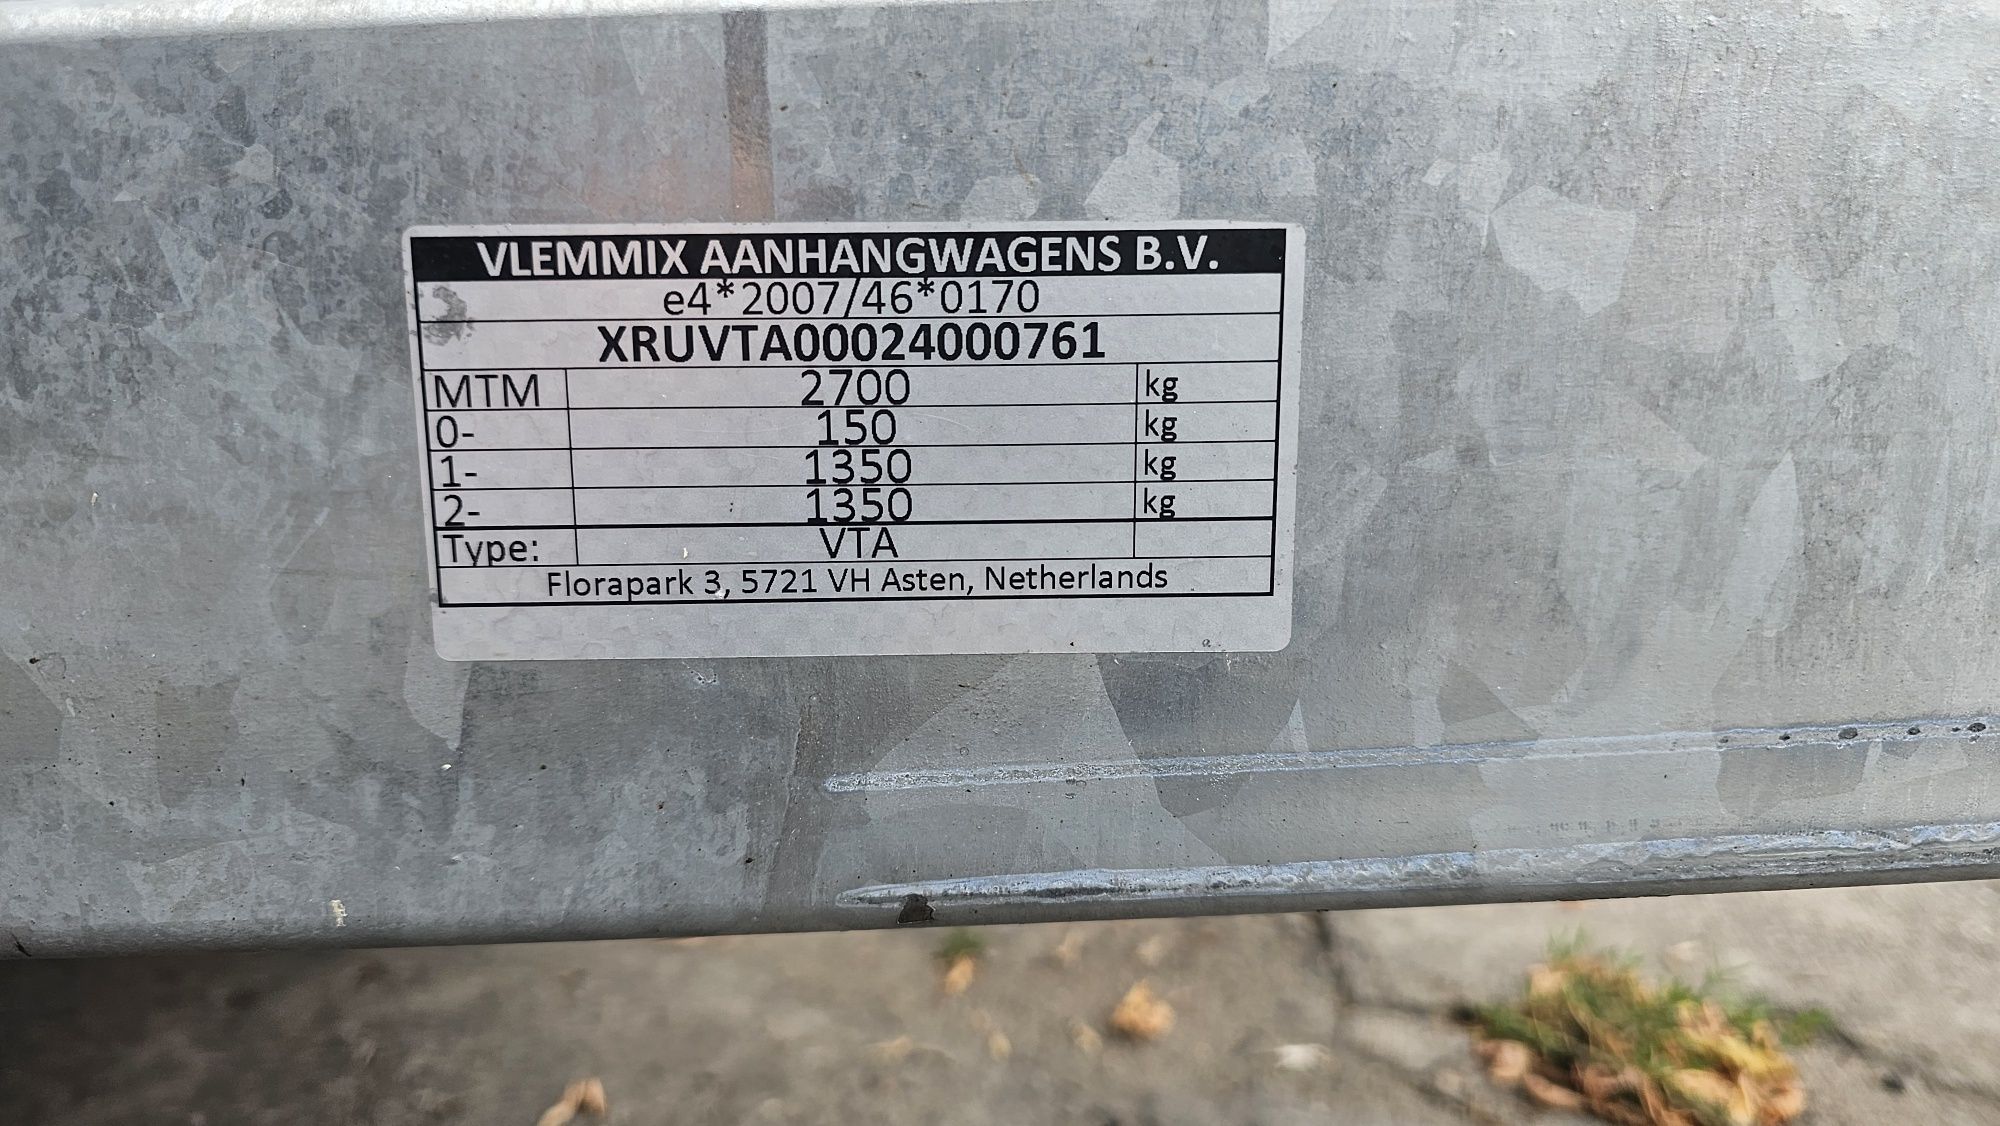 VLEMMIX AANHANGWAGENS B.V.
e4*2007/46*0170
XRUVTA00024000761
MTM 2700 kg
0- 150 kg
1- 1350 kg
2- 1350 kg
Type: VTA
Florapark 3, 5721 VH Asten, Netherlands